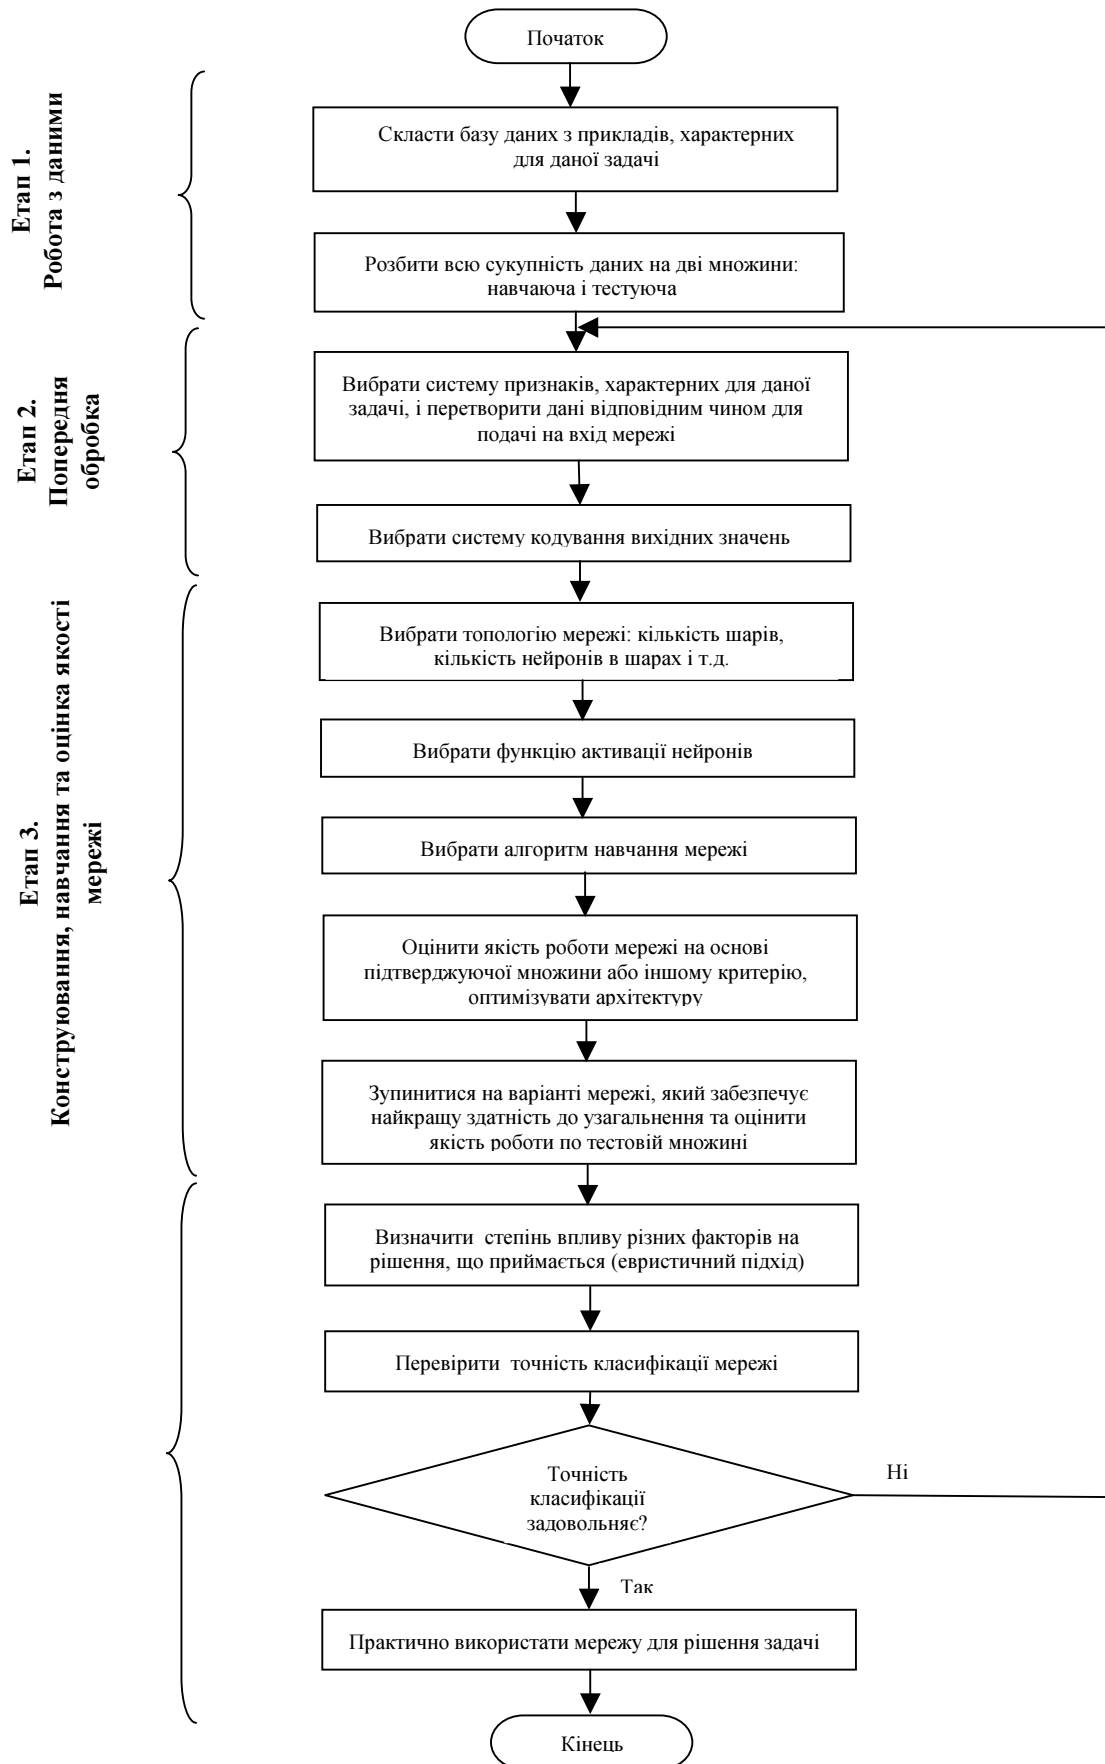 Початок
Етап 1.
Робота з даними
Скласти базу даних з прикладів, характерних
для даної задачі
Розбити всю сукупність даних на дві множини:
навчаюча і тестуюча
Етап 2.
Попередня
обробка
Вибрати систему признаків, характерних для даної
задачі, і перетворити дані відповідним чином для
подачі на вхід мережі
Вибрати систему кодування вихідних значень
Етап 3.
Конструювання, навчання та оцінка якості
мережі
Вибрати топологію мережі: кількість шарів,
кількість нейронів в шарах і т.д.
Вибрати функцію активації нейронів
Вибрати алгоритм навчання мережі
Оцінити якість роботи мережі на основі
підтверджуючої множини або іншому критерію,
оптимізувати архітектуру
Зупинитися на варіанті мережі, який забезпечує
найкращу здатність до узагальнення та оцінити
якість роботи по тестовій множині
Визначити степінь впливу різних факторів на
рішення, що приймається (евристичний підхід)
Перевірити точність класифікації мережі
Точність
класифікації
задовольняє?
Ні
Так
Практично використати мережу для рішення задачі
Кінець